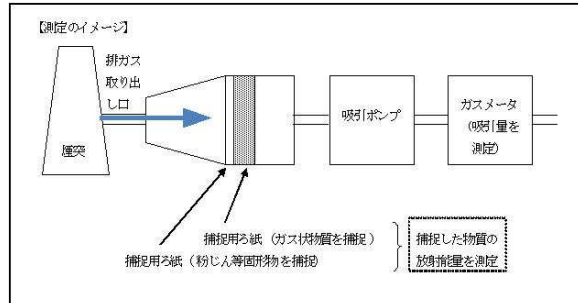 【測定のイメージ】
排ガス
取り出
し口
煙突
吸引ポンプ
ガスメータ
(吸引量を
測定)
捕捉用ろ紙(ガス状物質を捕捉)
捕捉用ろ紙(粉じん等固形物を捕捉)
捕捉した物質の
放射能量を測定